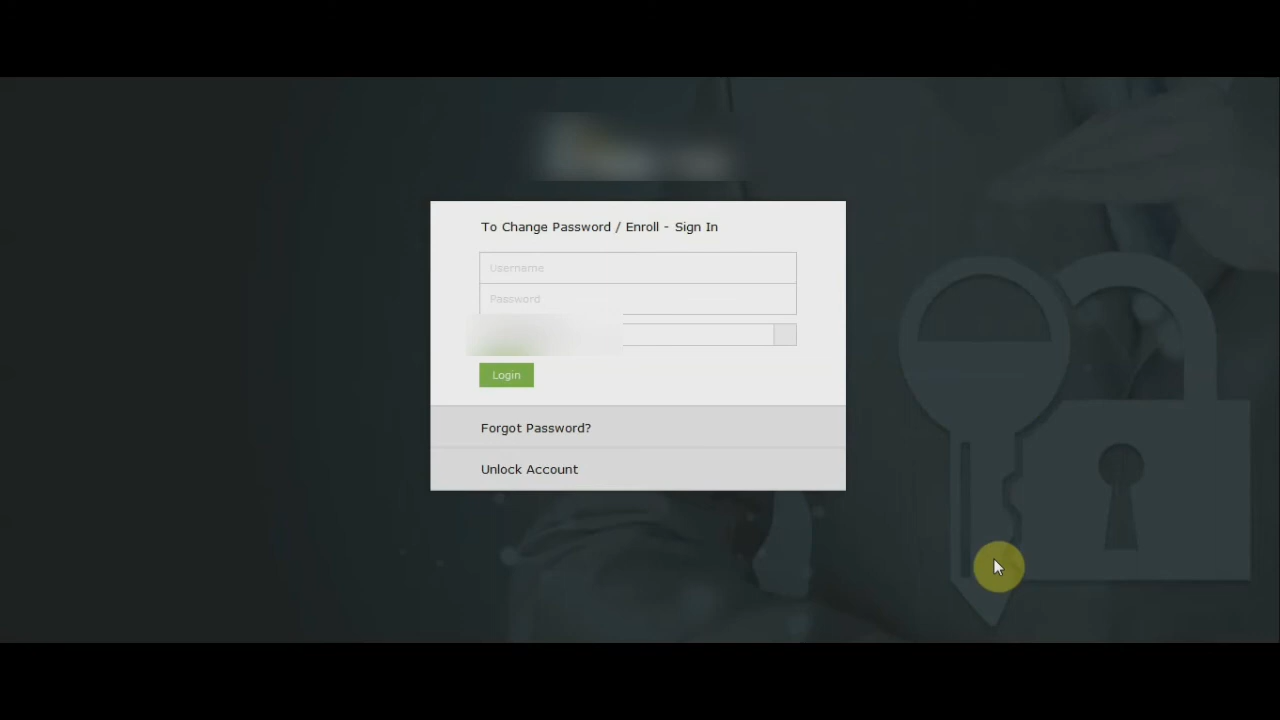 To Change Password / Enroll - Sign In
Username
Password
Login
Forgot Password?
Unlock Account